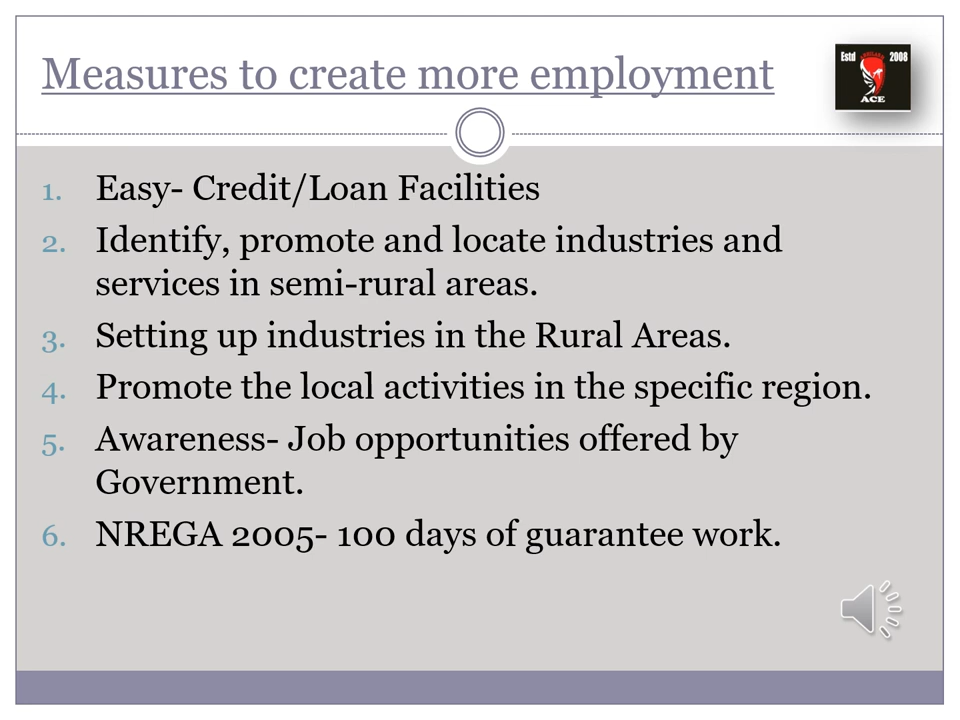 Measures to create more employment
Estd 2008
ACE
1. Easy- Credit/Loan Facilities
2. Identify, promote and locate industries and
services in semi-rural areas.
3. Setting up industries in the Rural Areas.
4. Promote the local activities in the specific region.
5. Awareness- Job opportunities offered by
Government.
6. NREGA 2005- 100 days of guarantee work.